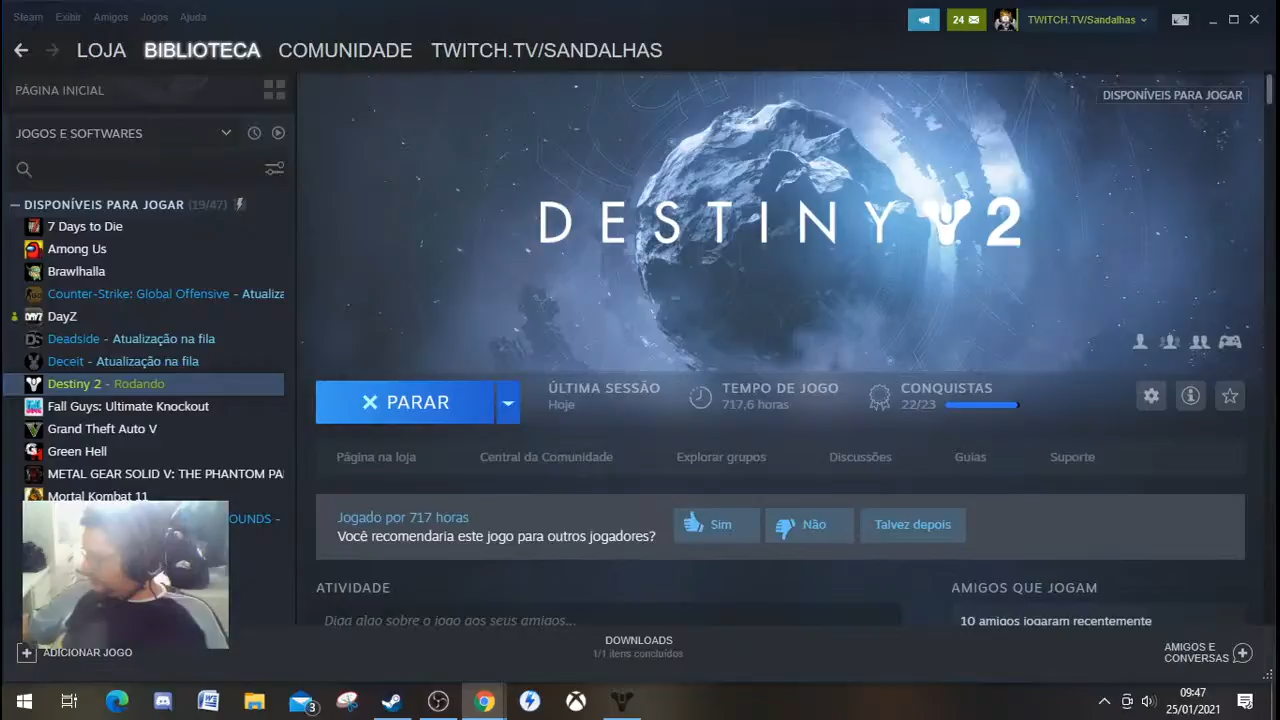 Steam Exibir Amigos Jogos Ajuda
24
TWITCH.TV/Sandalhas
LOJA BIBLIOTECA COMUNIDADE TWITCH.TV/SANDALHAS
PÁGINA INICIAL
DISPONÍVEIS PARA JOGAR
JOGOS E SOFTWARES
DESTINY 2
DISPONÍVEIS PARA JOGAR (19/47)
7 Days to Die
Among Us
Brawlhalla
Counter-Strike: Global Offensive - Atualiza
DayZ
Deadside - Atualização na fila
Deceit - Atualização na fila
Destiny 2 - Rodando
Fall Guys: Ultimate Knockout
Grand Theft Auto V
Green Hell
METAL GEAR SOLID V: THE PHANTOM PA
Mortal Kombat 11
OUNDS -
PARAR
ÚLTIMA SESSÃO
Hoje
TEMPO DE JOGO
717,6 horas
CONQUISTAS
22/23
Página na loja Central da Comunidade Explorar grupos Discussões Guias Suporte
Jogado por 717 horas
Você recomendaria este jogo para outros jogadores?
Sim Não Talvez depois
ATIVIDADE
Diga algo sobre o jogo aos seus amigos...
AMIGOS QUE JOGAM
10 amigos jogaram recentemente
ADICIONAR JOGO
DOWNLOADS
1/1 itens concluídos
AMIGOS E
CONVERSAS
3
09:47
25/01/2021